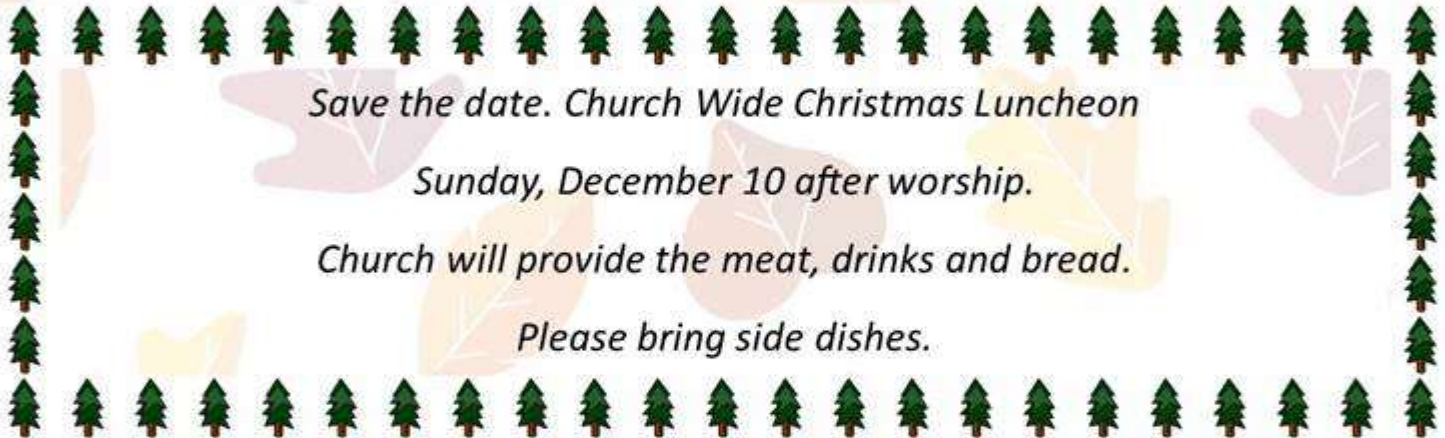 Save the date. Church Wide Christmas Luncheon
Sunday, December 10 after worship.
Church will provide the meat, drinks and bread.
Please bring side dishes.